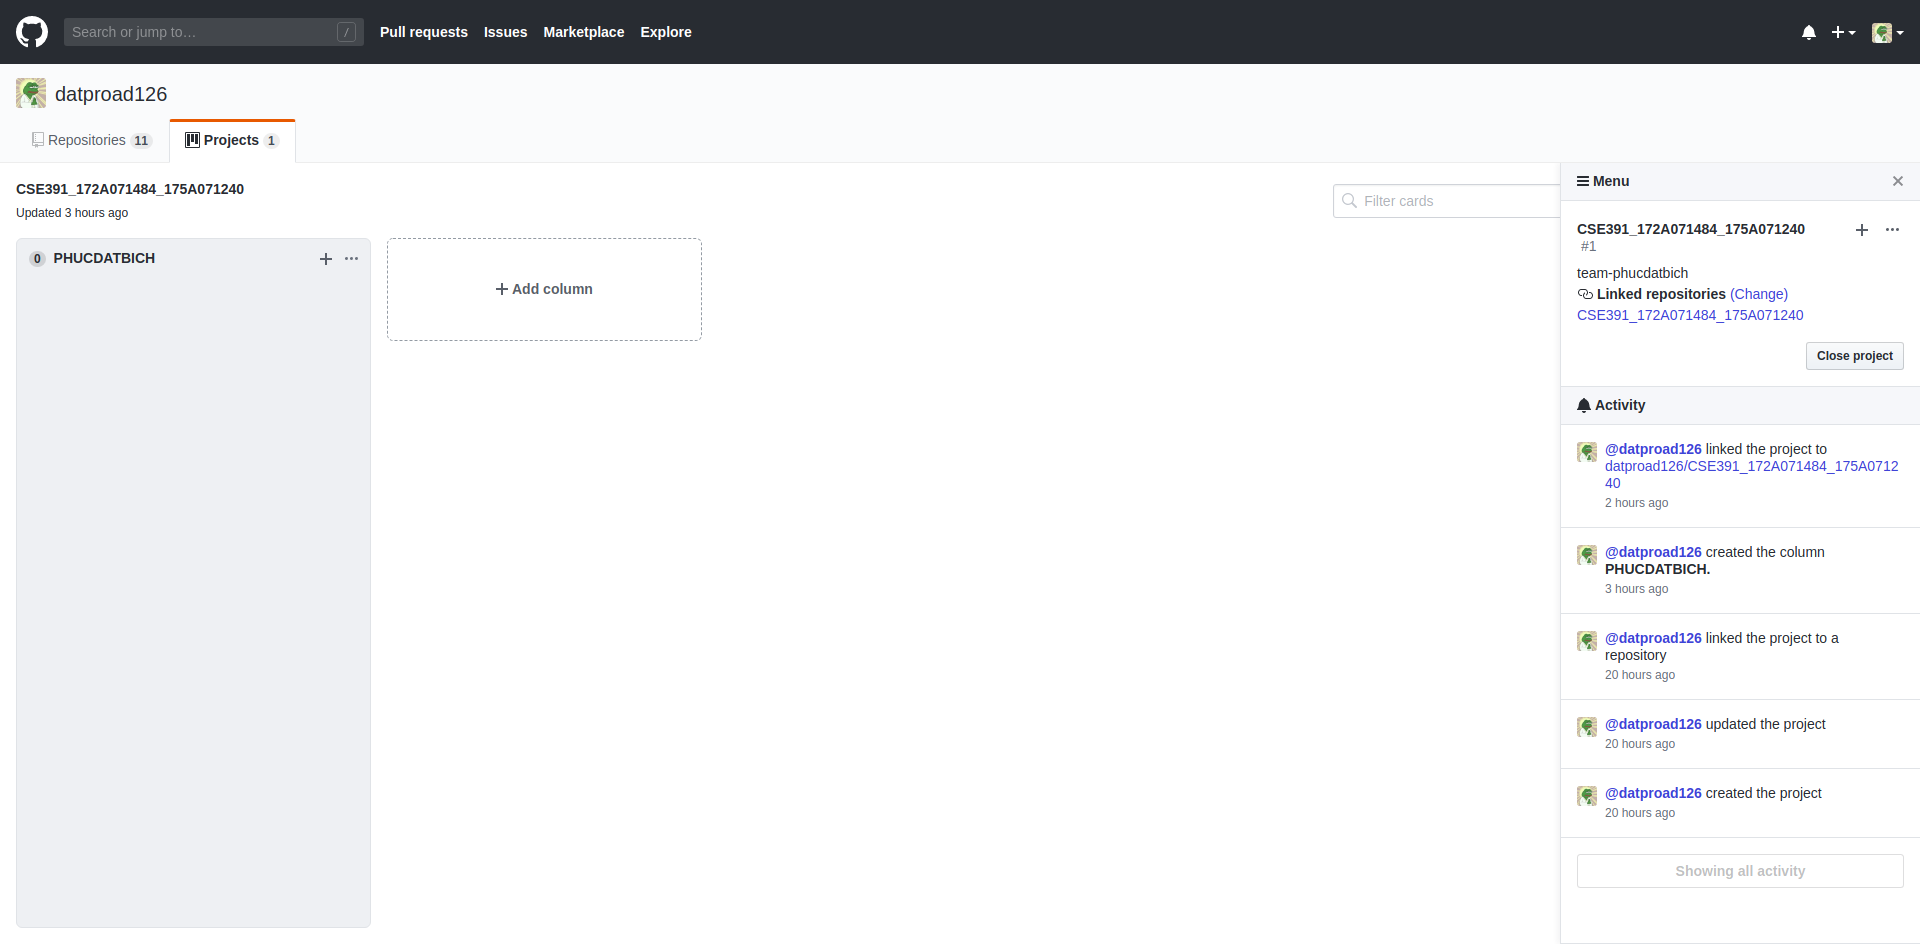 Search or jump to…
/
Pull requests
Issues
Marketplace
Explore
datproad126
Repositories 11
Projects 1
CSE391_172A071484_175A071240
Updated 3 hours ago
Filter cards
0 PHUCDATBICH
Add column
Menu
CSE391_172A071484_175A071240
#1
team-phucdatbich
Linked repositories (Change)
CSE391_172A071484_175A071240
Close project
Activity
@datproad126 linked the project to
datproad126/CSE391_172A071484_175A0712
40
2 hours ago
@datproad126 created the column
PHUCDATBICH.
3 hours ago
@datproad126 linked the project to a
repository
20 hours ago
@datproad126 updated the project
20 hours ago
@datproad126 created the project
20 hours ago
Showing all activity